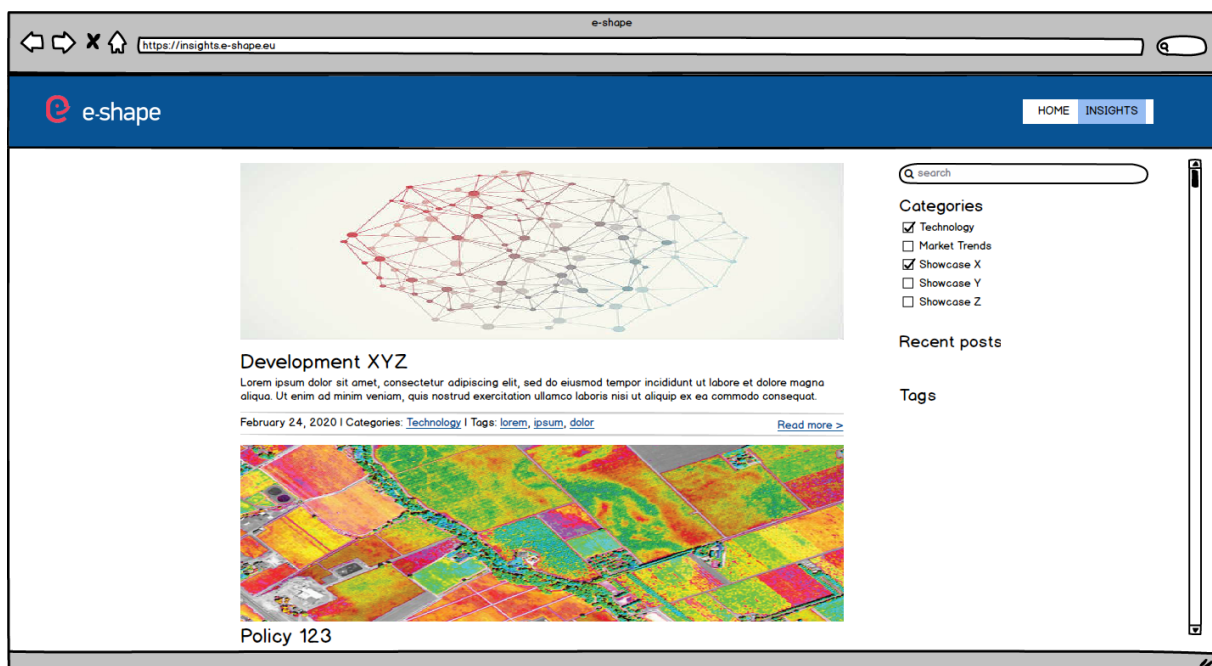 e-shape
https://insights.e-shape.eu
e-shape
HOME INSIGHTS
Development XYZ
Lorem ipsum dolor sit amet, consectetur adipiscing elit, sed do eiusmod tempor incididunt ut labore et dolore magna
aliqua. Ut enim ad minim veniam, quis nostrud exercitation ullamco laboris nisi ut aliquip ex ea commodo consequat.
February 24, 2020 | Categories: Technology | Tags: lorem, ipsum, dolor
Read more >
Policy 123
search
Categories
Technology
Market Trends
Showcase X
Showcase Y
Showcase Z
Recent posts
Tags